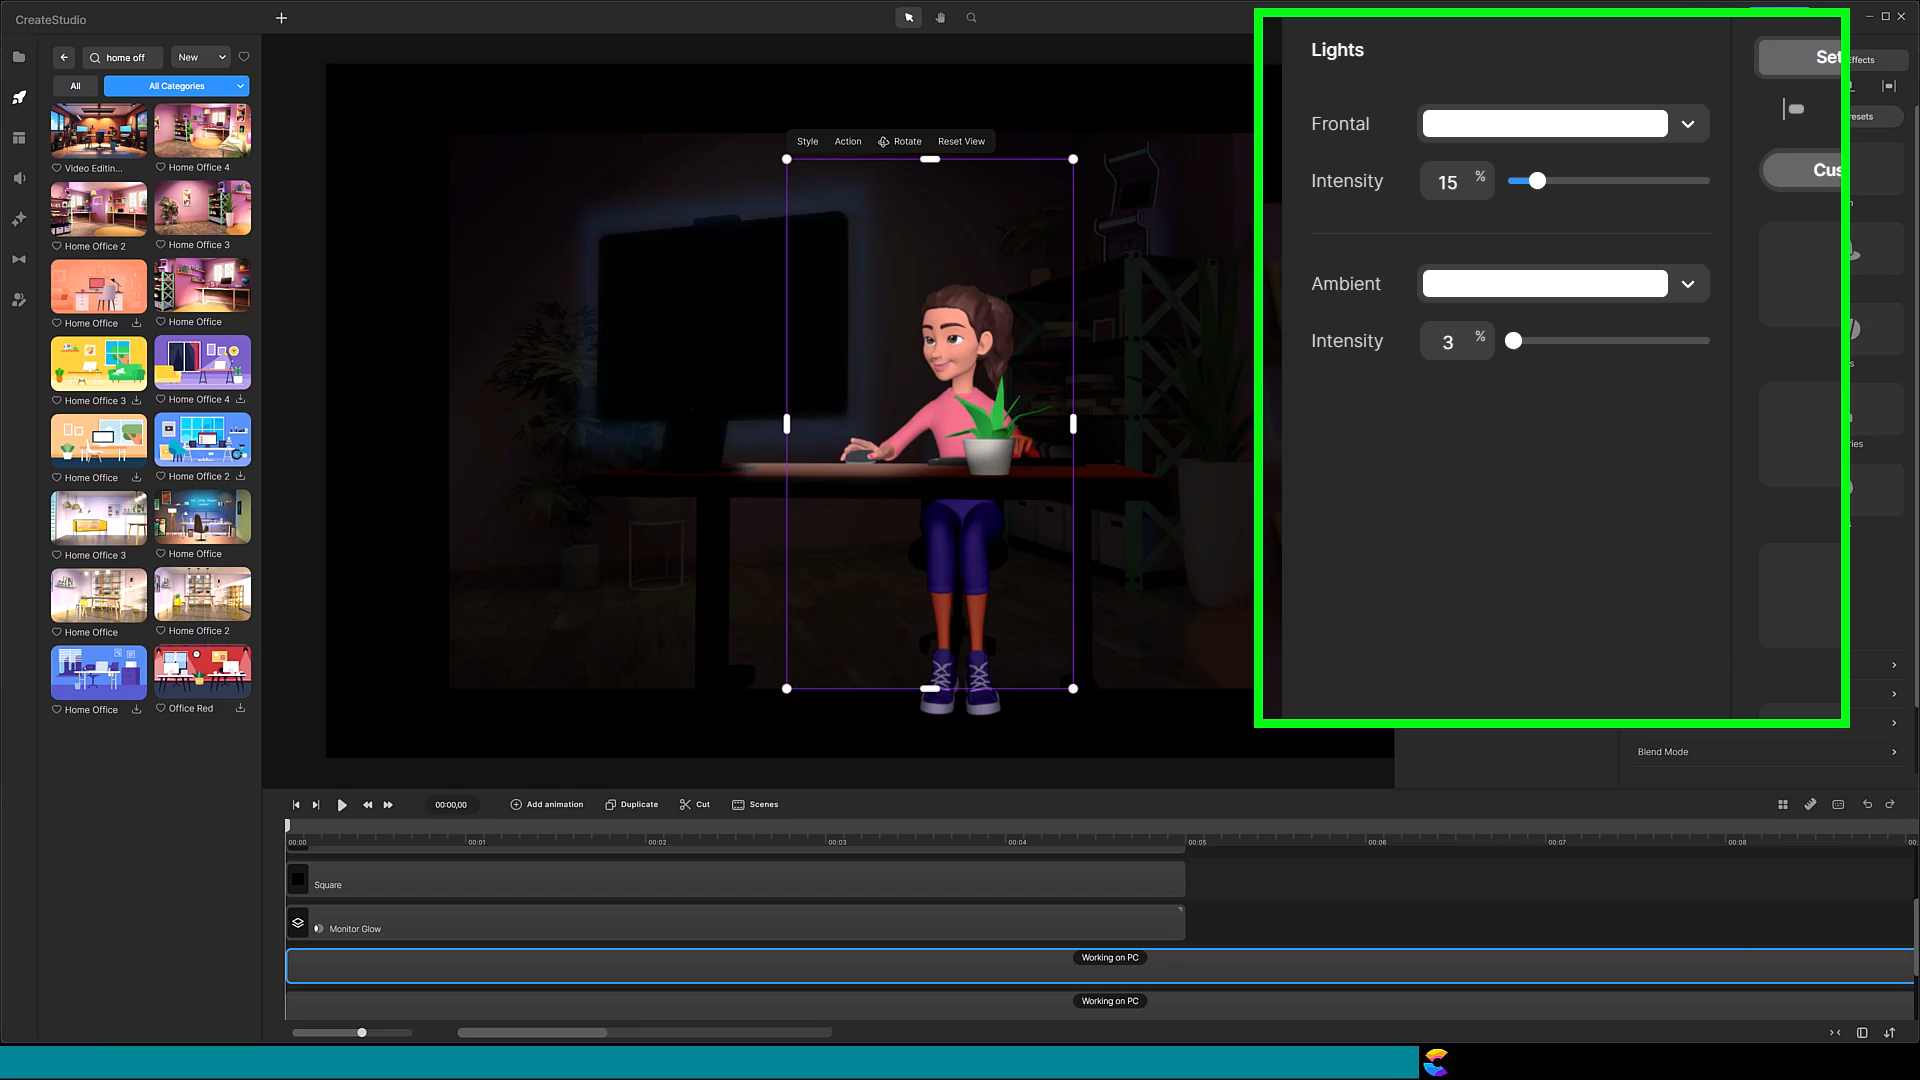 CreateStudio
home off
New
All
All Categories
Video Editin...
Home Office 4
Home Office 2
Home Office 3
Home Office
Home Office
Home Office 3
Home Office 4
Home Office
Home Office 2
Home Office 3
Home Office
Home Office
Home Office 2
Home Office
Office Red
Style
Action
Rotate
Reset View
Lights
Frontal
Intensity
15 %
Ambient
Intensity
3 %
Set
Effects
resets
Cus
Blend Mode
00:00,00
Add animation
Duplicate
Cut
Scenes
00:00
00:01
00:02
00:03
00:04
00:05
00:06
00:07
00:08
Square
Monitor Glow
Working on PC
Working on PC